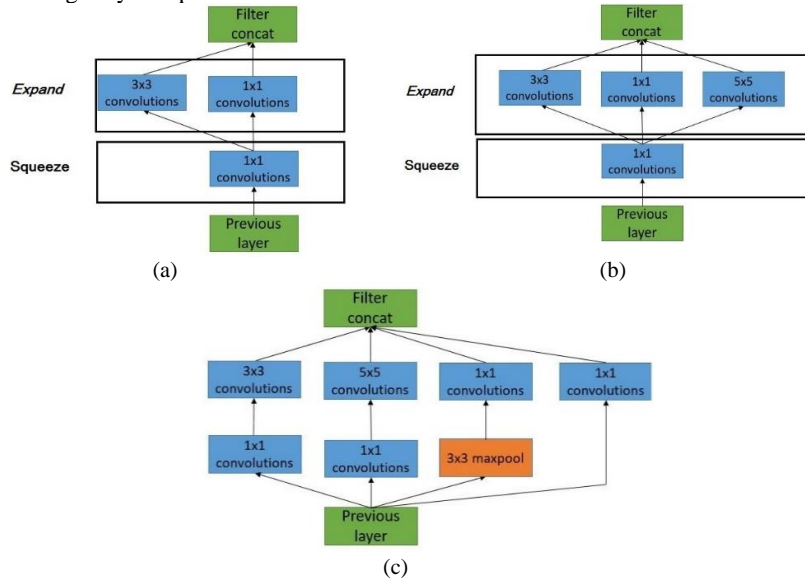 Filter
concat
Expand
3x3
convolutions
1x1
convolutions
Squeeze
1x1
convolutions
Previous
layer
(a)
Filter
concat
Expand
3x3
convolutions
1x1
convolutions
5x5
convolutions
Squeeze
1x1
convolutions
Previous
layer
(b)
Filter
concat
3x3
convolutions
5x5
convolutions
1x1
convolutions
1x1
convolutions
1x1
convolutions
1x1
convolutions
3x3 maxpool
Previous
layer
(c)